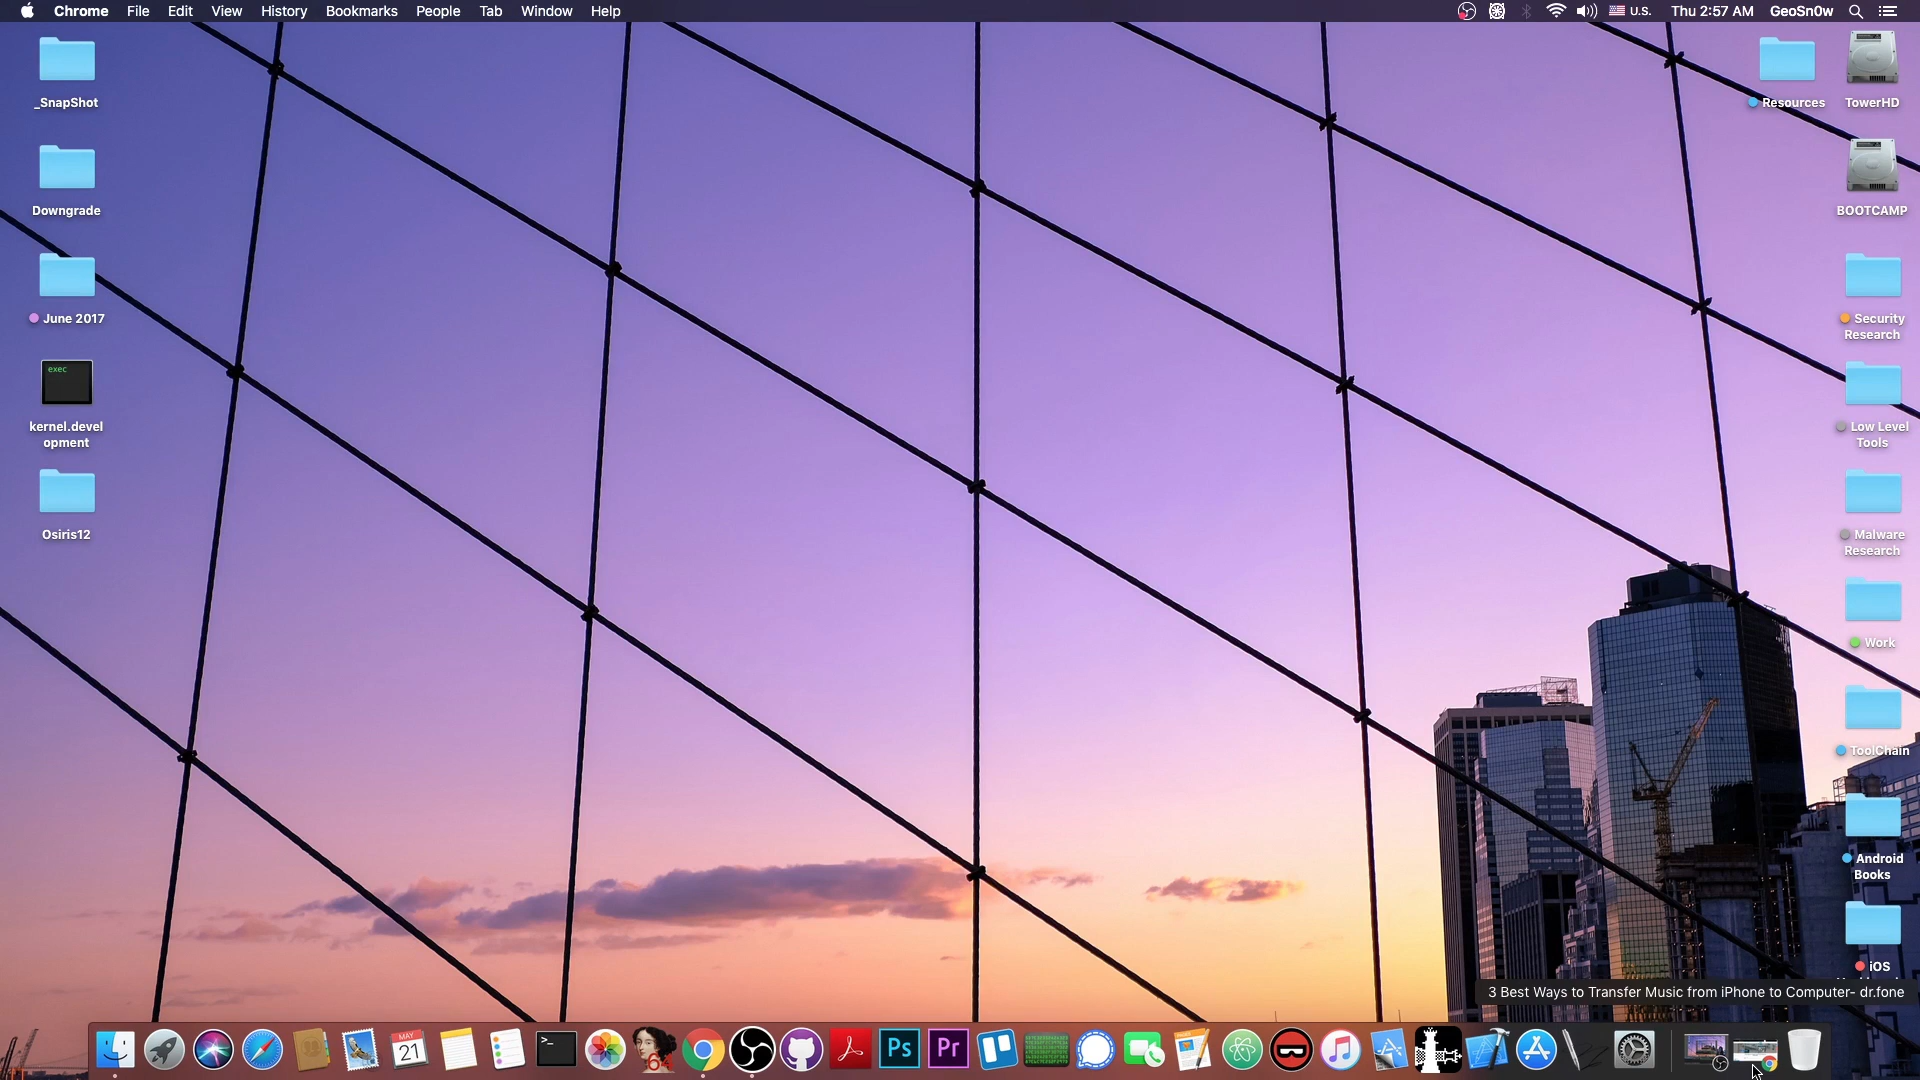 Chrome File Edit View History Bookmarks People Tab Window Help
U.S. Thu 2:57 AM GeoSn0w
_SnapShot
Downgrade
June 2017
exec
kernel.devel
opment
Osiris12
Resources
TowerHD
BOOTCAMP
Security
Research
Low Level
Tools
Malware
Research
Work
ToolChain
Android
Books
iOS
3 Best Ways to Transfer Music from iPhone to Computer- dr.fone
MAY
21
>_
64
Ps
Pr